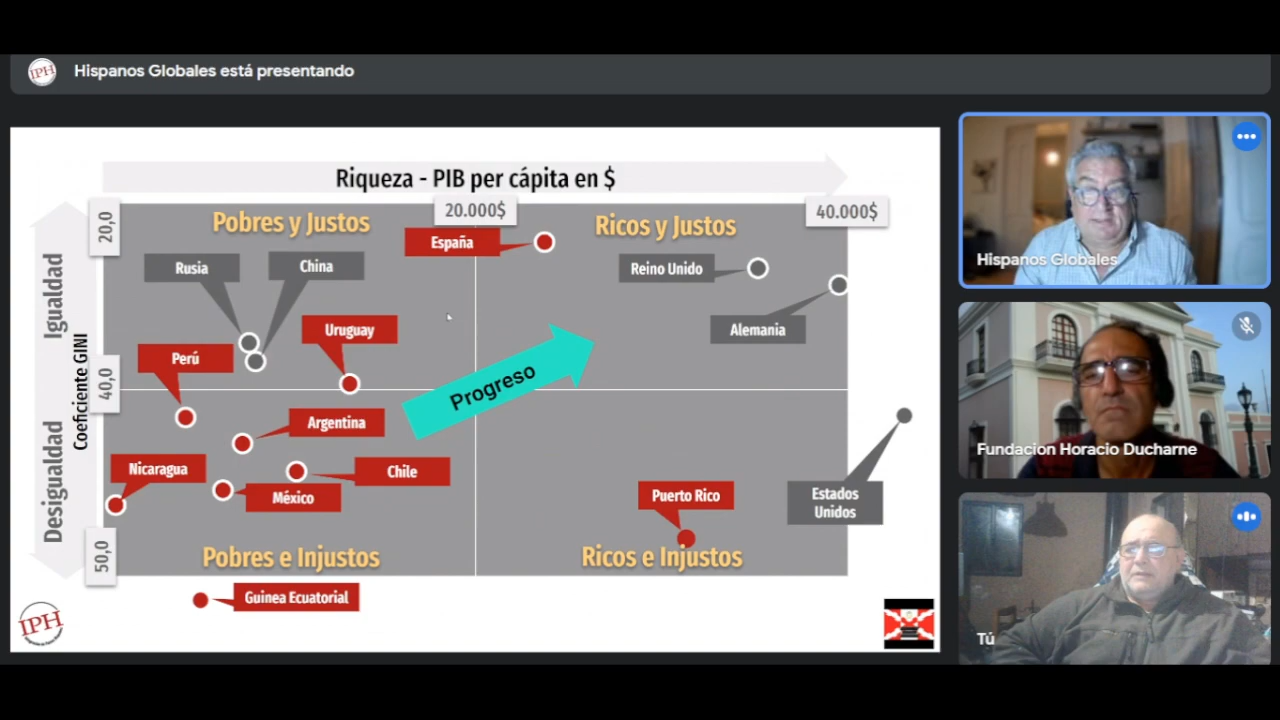 IPH
Hispanos Globales está presentando
Riqueza - PIB per cápita en $
20.000$
40.000$
20,0
Pobres y Justos
Ricos y Justos
España
Rusia
China
Reino Unido
Igualdad
Uruguay
Alemania
Perú
Coeficiente GINI
40,0
Progreso
Argentina
Desigualdad
Nicaragua
Chile
México
Puerto Rico
Estados
Unidos
50,0
Pobres e Injustos
Ricos e Injustos
Guinea Ecuatorial
IPH
Hispanos Globales
Fundacion Horacio Ducharne
Tú